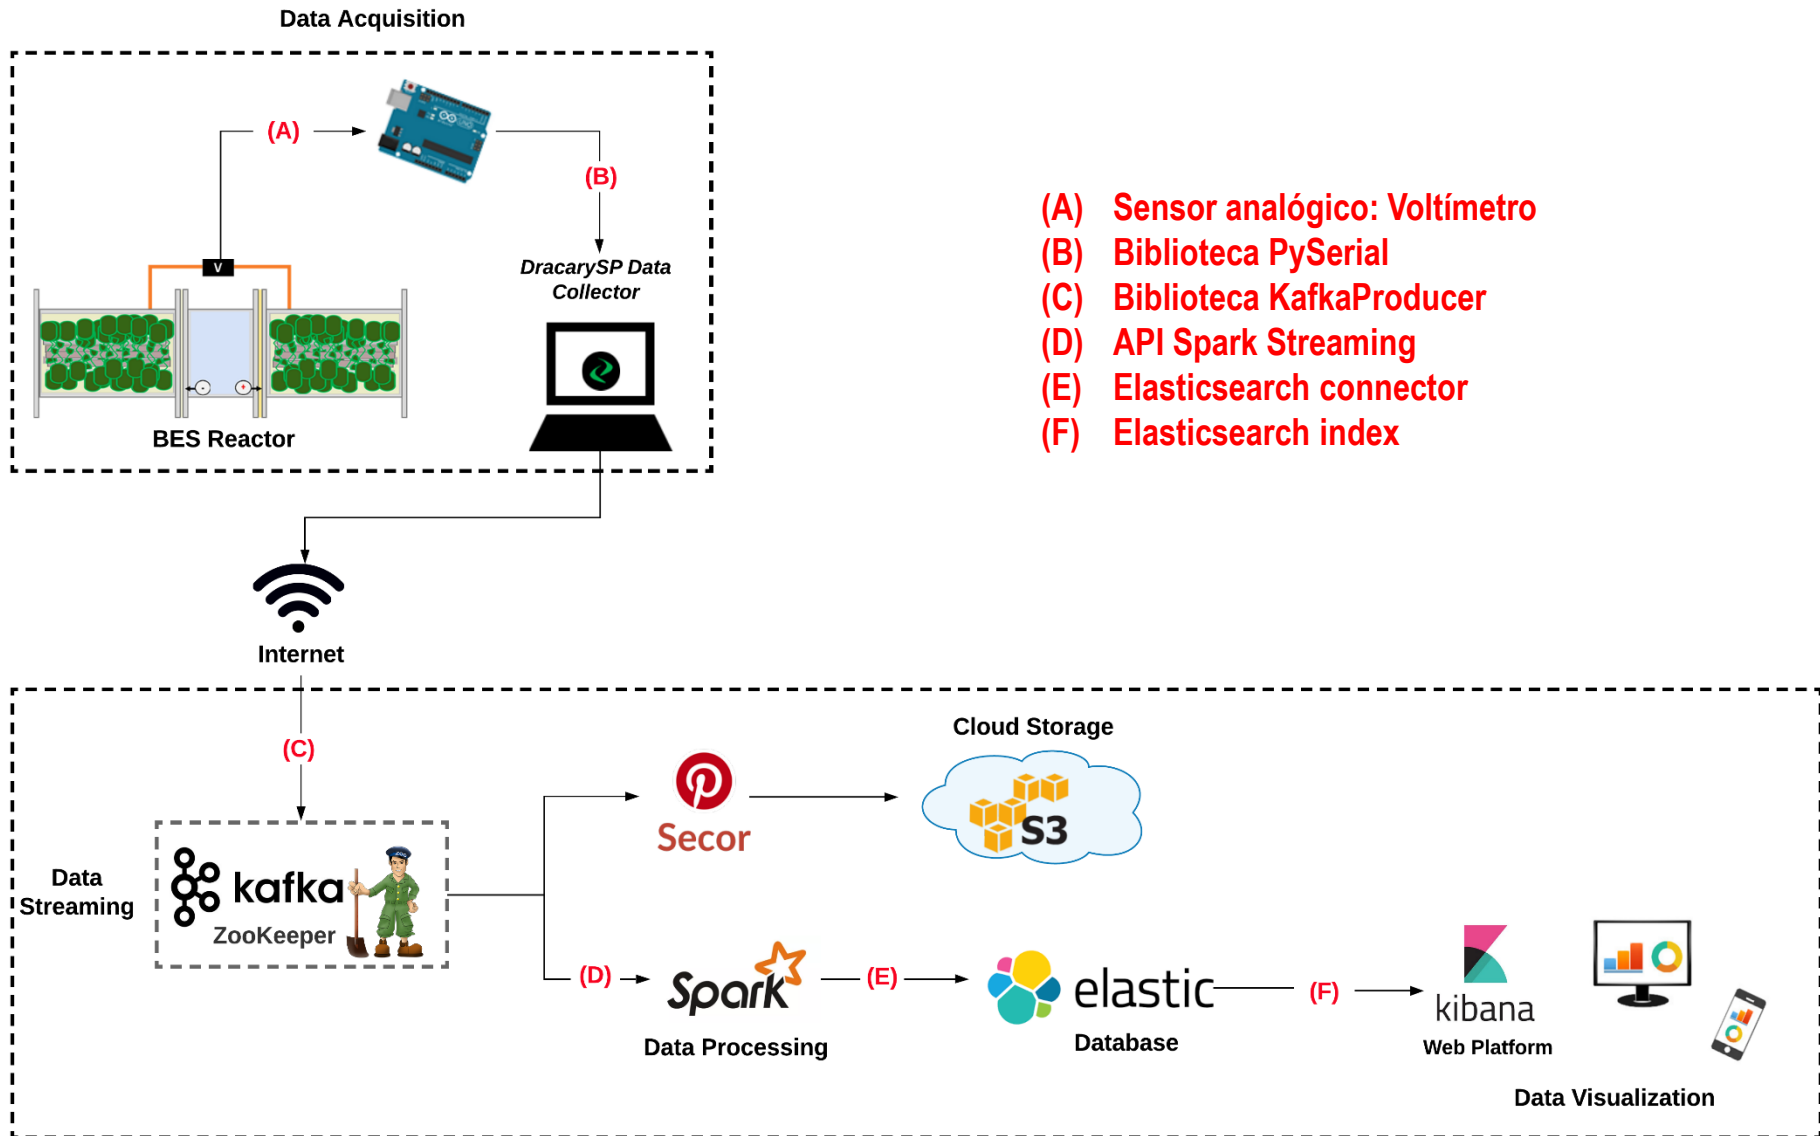 Data Acquisition
(A)
(B)
V
DracarySP Data
Collector
- +
BES Reactor
(A) Sensor analógico: Voltímetro
(B) Biblioteca PySerial
(C) Biblioteca KafkaProducer
(D) API Spark Streaming
(E) Elasticsearch connector
(F) Elasticsearch index
Internet
(C)
Cloud Storage
Secor
S3
Data
Streaming
kafka
ZooKeeper
(D)
Spark
(E)
elastic
(F)
kibana
Data Processing
Database
Web Platform
Data Visualization